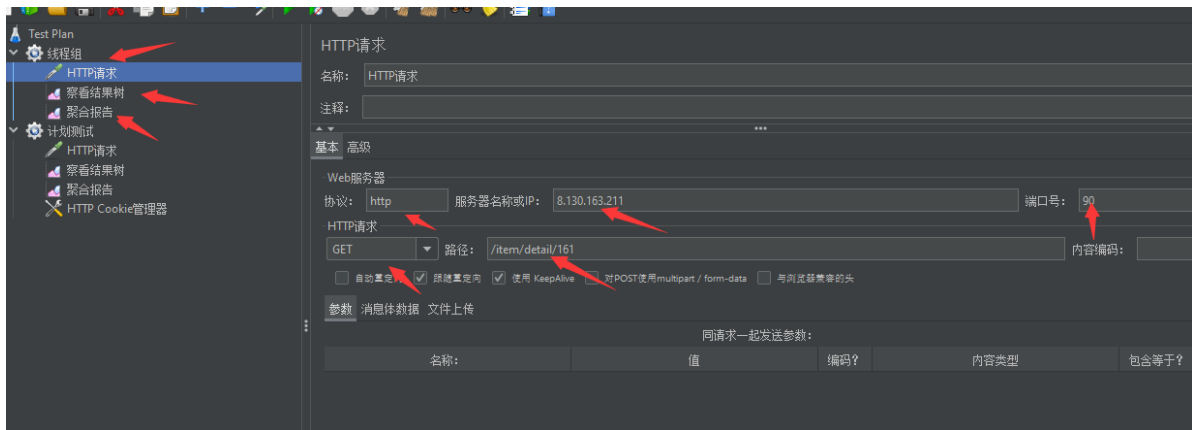 Test Plan
线程组
HTTP请求
察看结果树
聚合报告
计划测试
HTTP请求
察看结果树
聚合报告
HTTP Cookie管理器
HTTP请求
名称： HTTP请求
注释：
基本 高级
Web服务器
协议： http 服务器名称或IP： 8.130.163.211 端口号： 90
HTTP请求
GET 路径： /item/detail/161 内容编码：
自动重定向 跟随重定向 使用 KeepAlive 对POST使用multipart / form-data 与浏览器兼容的头
参数 消息体数据 文件上传
同请求一起发送参数：
名称： 值 编码？ 内容类型 包含等于？